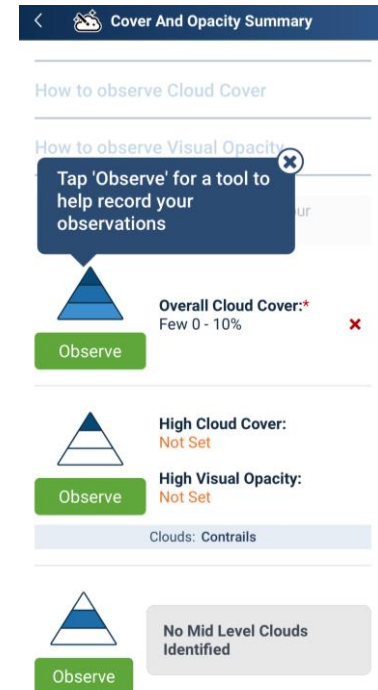 Cover And Opacity Summary
How to observe Cloud Cover
How to observe Visual Opacity
Tap 'Observe' for a tool to
help record your
observations
Overall Cloud Cover:*
Few 0 - 10%
Observe
High Cloud Cover:
Not Set
High Visual Opacity:
Not Set
Observe
Clouds: Contrails
No Mid Level Clouds
Identified
Observe